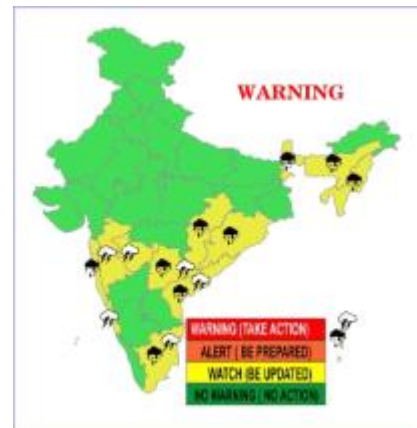 WARNING
WARNING (TAKE ACTION)
ALERT ( BE PREPARED)
WATCH (BE UPDATED)
NO WARNING ( NO ACTION)